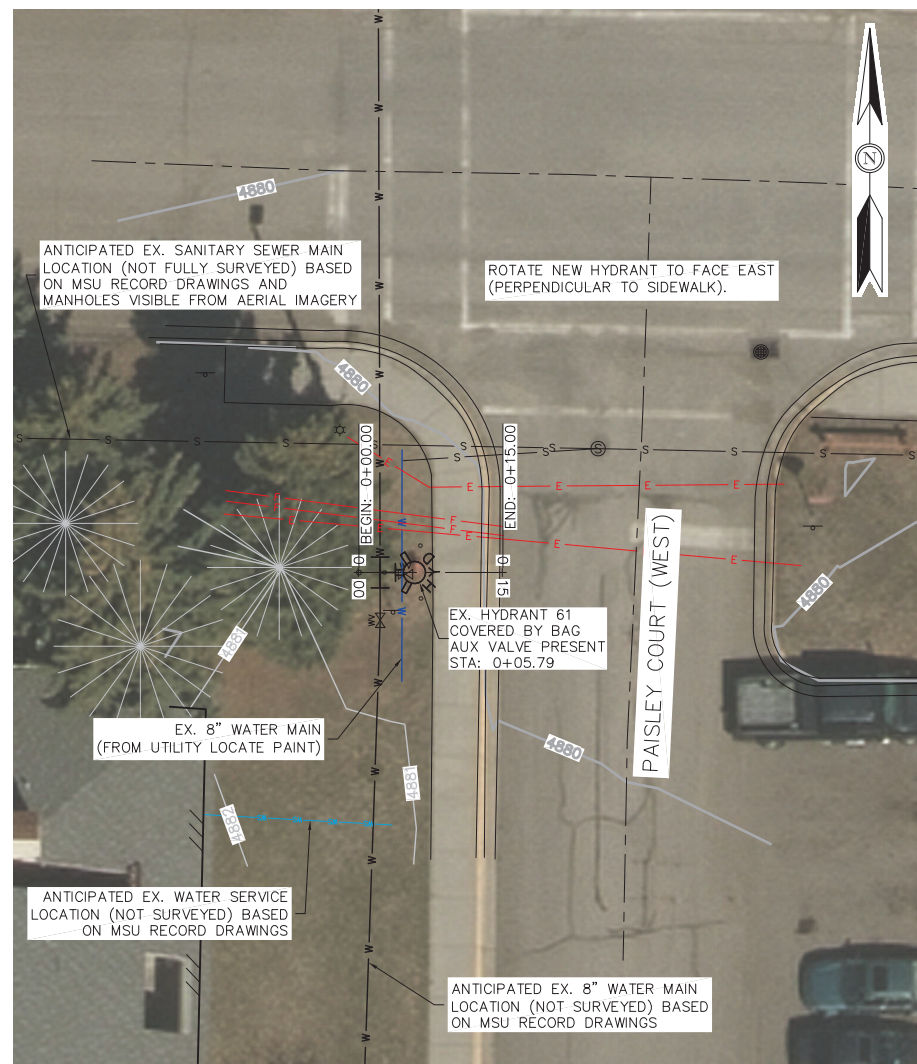 W
4880
N
ANTICIPATED EX. SANITARY SEWER MAIN
LOCATION (NOT FULLY SURVEYED) BASED
ON MSU RECORD DRAWINGS AND
MANHOLES VISIBLE FROM AERIAL IMAGERY
ROTATE NEW HYDRANT TO FACE EAST
(PERPENDICULAR TO SIDEWALK).
4880
S S S S S S S S S S S S
BEGIN: 0+00.00
END: 0+15.00
E E E E
E E E
0+00
0+15
4880
PAISLEY COURT (WEST)
EX. HYDRANT 61
COVERED BY BAG
AUX VALVE PRESENT
STA: 0+05.79
WV
4881
EX. 8" WATER MAIN
(FROM UTILITY LOCATE PAINT)
4880
4881
4882
ANTICIPATED EX. WATER SERVICE
LOCATION (NOT SURVEYED) BASED
ON MSU RECORD DRAWINGS
ANTICIPATED EX. 8" WATER MAIN
LOCATION (NOT SURVEYED) BASED
ON MSU RECORD DRAWINGS